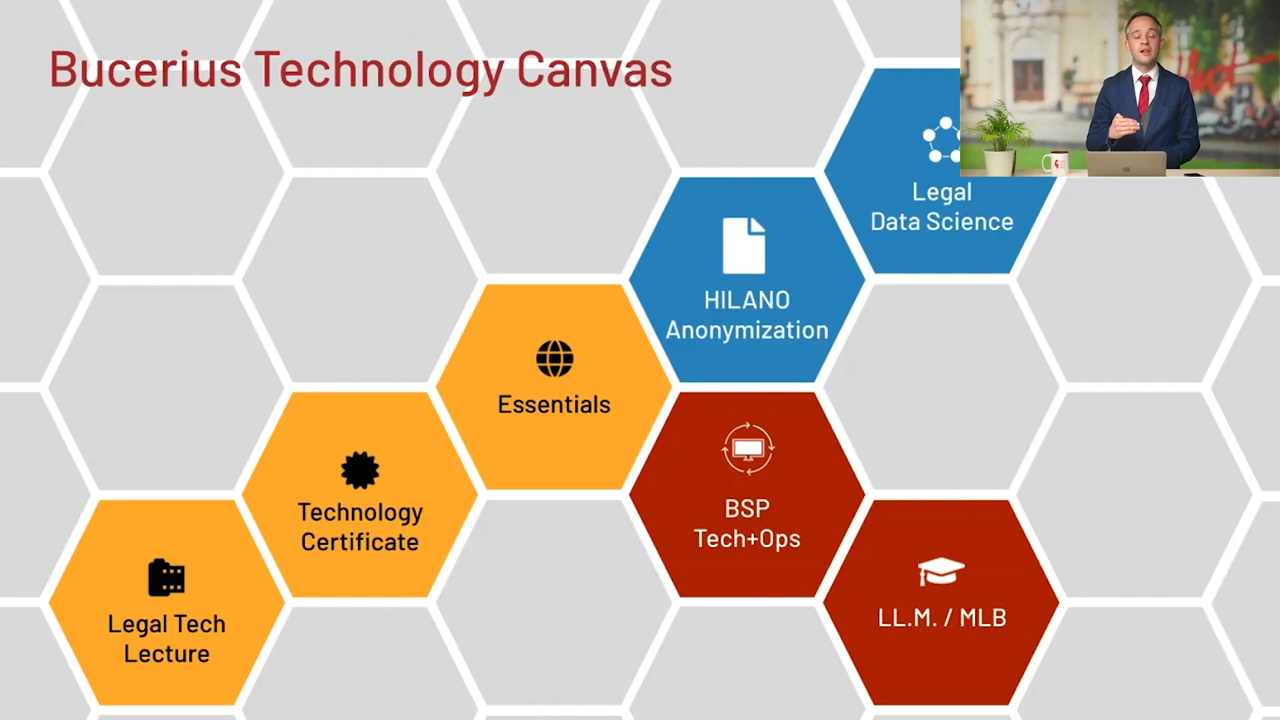 Bucerius Technology Canvas
Legal
Data Science
HILANO
Anonymization
Essentials
BSP
Tech+Ops
Technology
Certificate
LL.M. / MLB
Legal Tech
Lecture